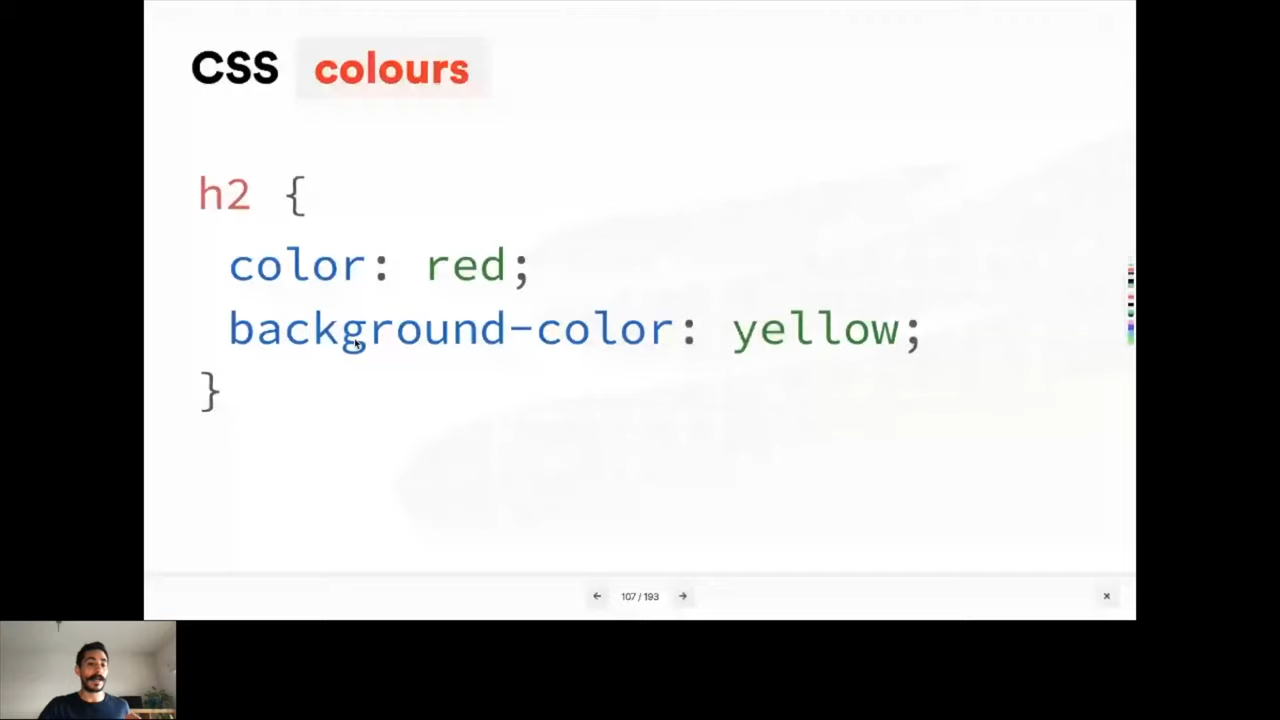 CSS colours
h2 {
color: red;
background-color: yellow;
}
107 / 193